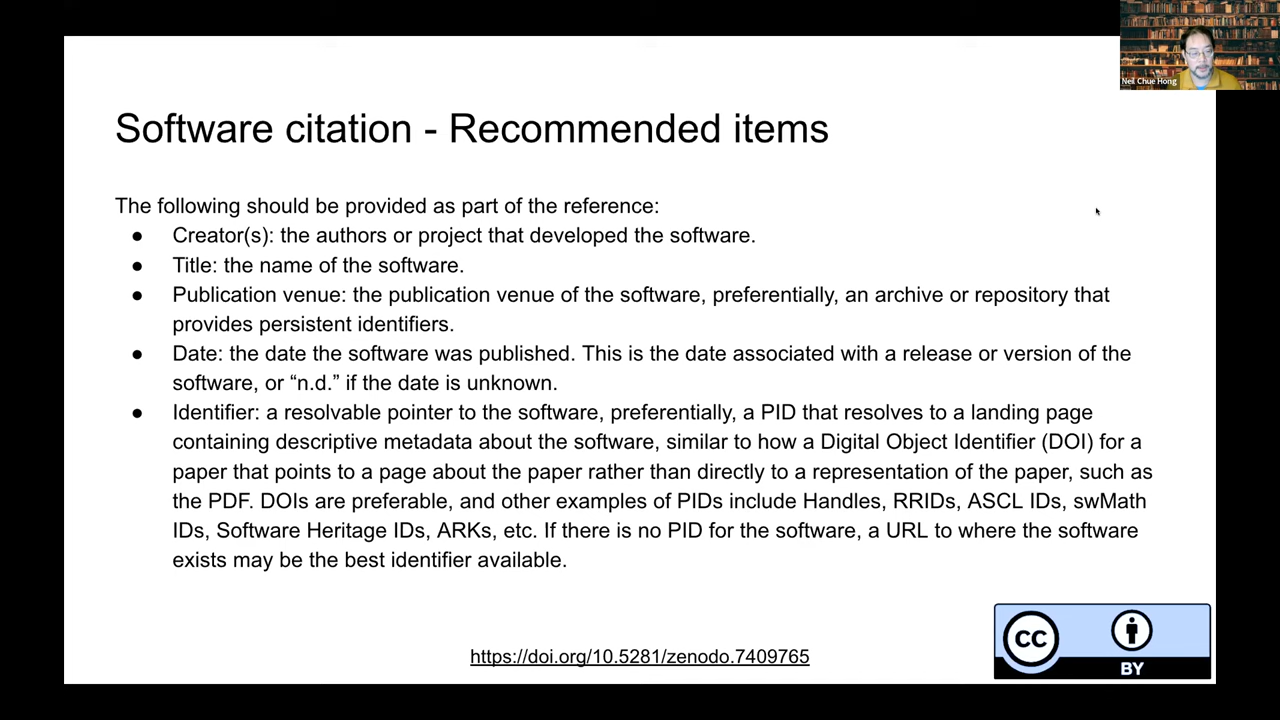 Neil Chue Hong
Software citation - Recommended items
The following should be provided as part of the reference:
● Creator(s): the authors or project that developed the software.
● Title: the name of the software.
● Publication venue: the publication venue of the software, preferentially, an archive or repository that
provides persistent identifiers.
● Date: the date the software was published. This is the date associated with a release or version of the
software, or “n.d.” if the date is unknown.
● Identifier: a resolvable pointer to the software, preferentially, a PID that resolves to a landing page
containing descriptive metadata about the software, similar to how a Digital Object Identifier (DOI) for a
paper that points to a page about the paper rather than directly to a representation of the paper, such as
the PDF. DOIs are preferable, and other examples of PIDs include Handles, RRIDs, ASCL IDs, swMath
IDs, Software Heritage IDs, ARKs, etc. If there is no PID for the software, a URL to where the software
exists may be the best identifier available.
https://doi.org/10.5281/zenodo.7409765
CC
BY